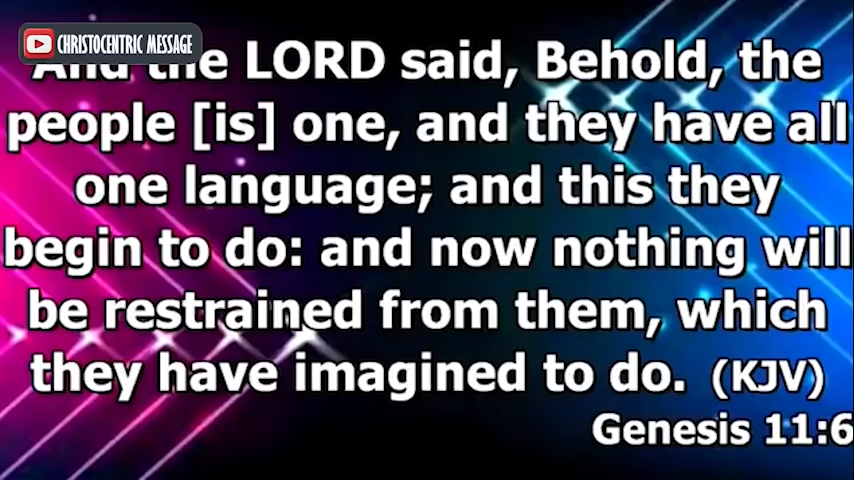 CHRISTOCENTRIC MESSAGE
And the LORD said, Behold, the
people [is] one, and they have all
one language; and this they
begin to do: and now nothing will
be restrained from them, which
they have imagined to do. (KJV)
Genesis 11:6